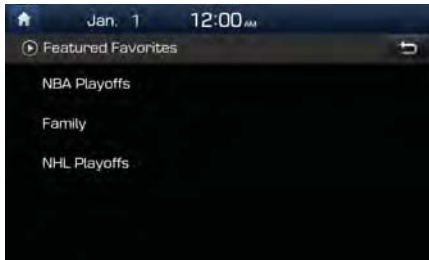 Jan. 1 12:00 AM
Featured Favorites
NBA Playoffs
Family
NHL Playoffs